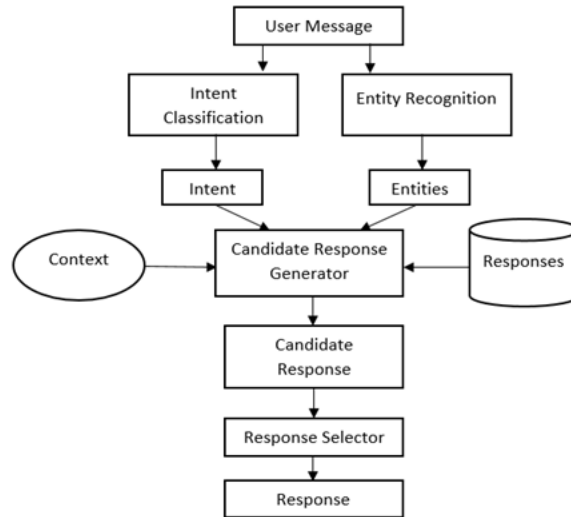 User Message
Intent
Classification
Entity Recognition
Intent
Entities
Context
Candidate Response
Generator
Responses
Candidate
Response
Response Selector
Response